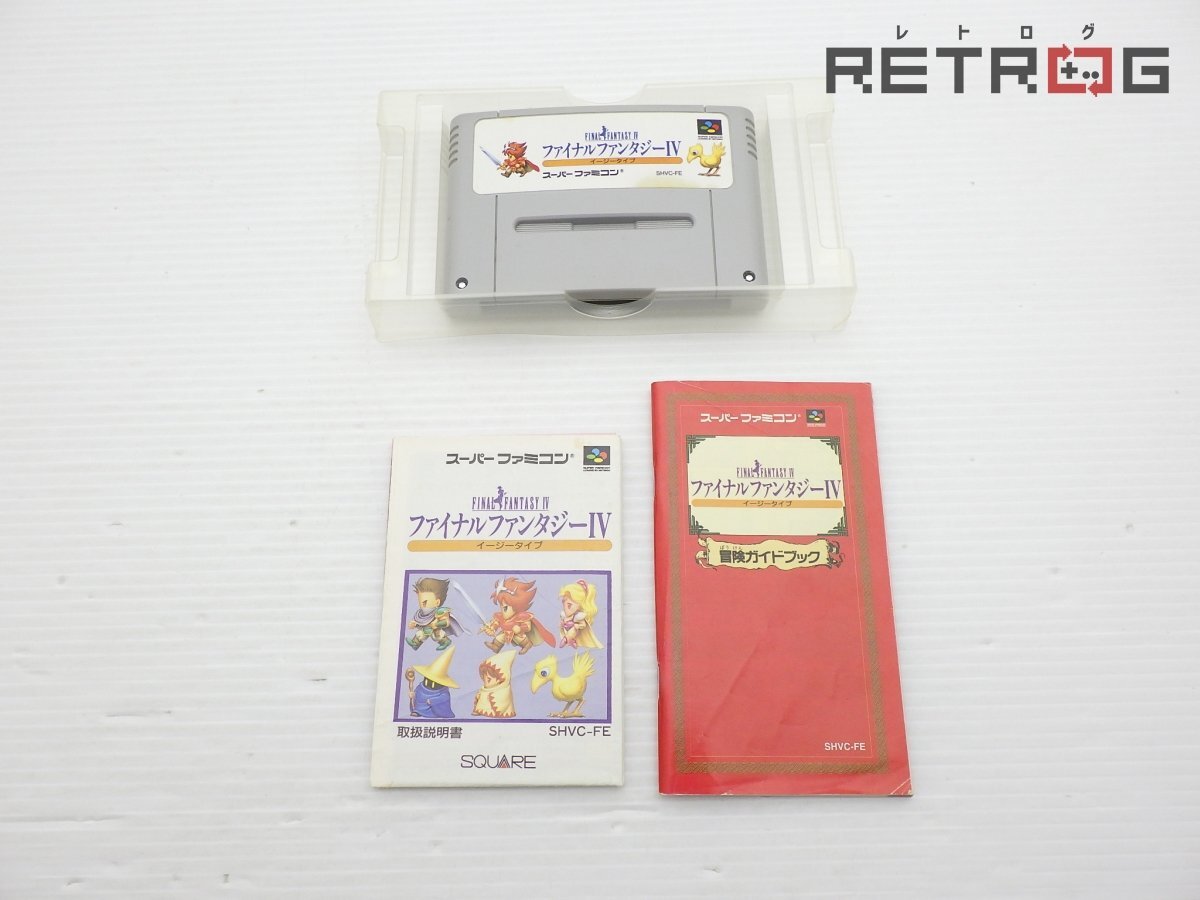 レトログ
RETROG
FINAL FANTASY IV
ファイナルファンタジーIV
イージータイプ
スーパーファミコン®
SHVC-FE
スーパーファミコン®
FINAL FANTASY IV
ファイナルファンタジーIV
イージータイプ
取扱説明書
SHVC-FE
SQUARE
スーパーファミコン®
FINAL FANTASY IV
ファイナルファンタジーIV
イージータイプ
ぼうけん
冒険ガイドブック
SHVC-FE